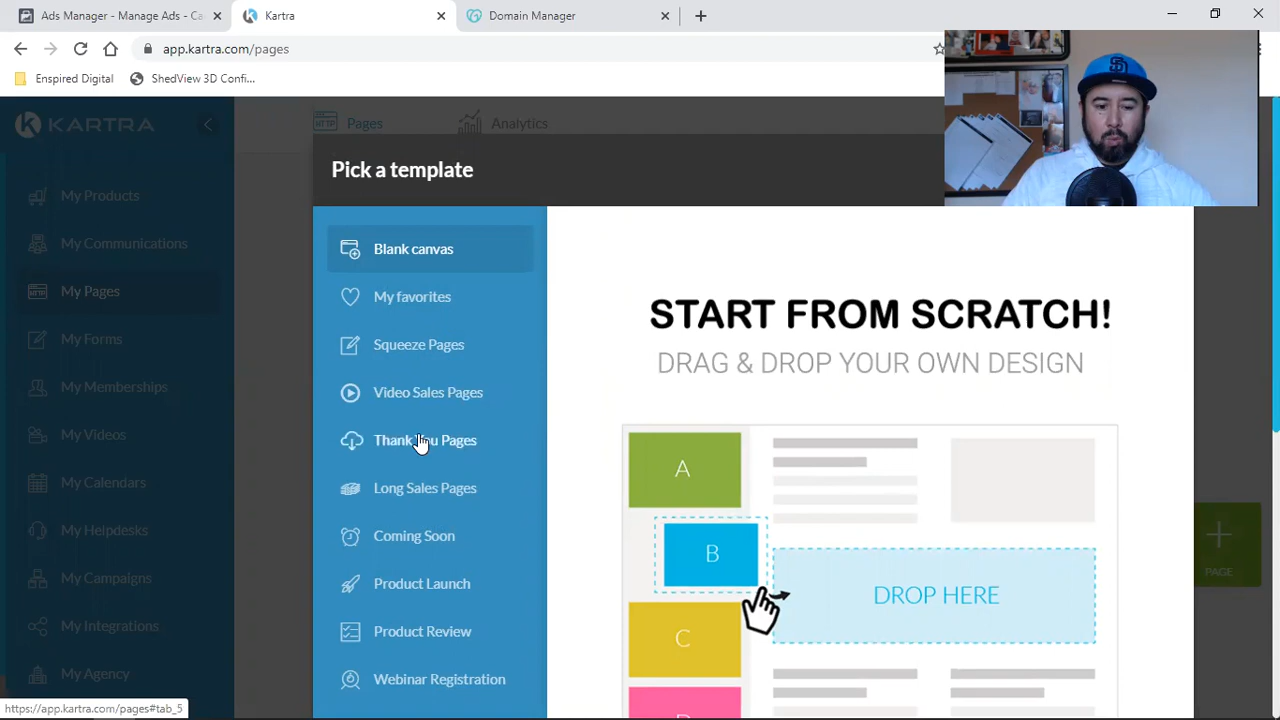 Ads Manager - Manage Ads - Ca
Kartra
Domain Manager
app.kartra.com/pages
Enspired Digital
ShedView 3D Confi...
KARTRA
Pages
Analytics
Pick a template
My Products
My Communications
My Pages
My Forms
My Memberships
My Videos
My Calendars
My Helpdesks
My Campaigns
My Integrations
My Agency
Blank canvas
My favorites
Squeeze Pages
Video Sales Pages
Thank You Pages
Long Sales Pages
Coming Soon
Product Launch
Product Review
Webinar Registration
START FROM SCRATCH!
DRAG & DROP YOUR OWN DESIGN
A
B
DROP HERE
C
PAGE
https://app.kartra.com/pages#tab_5